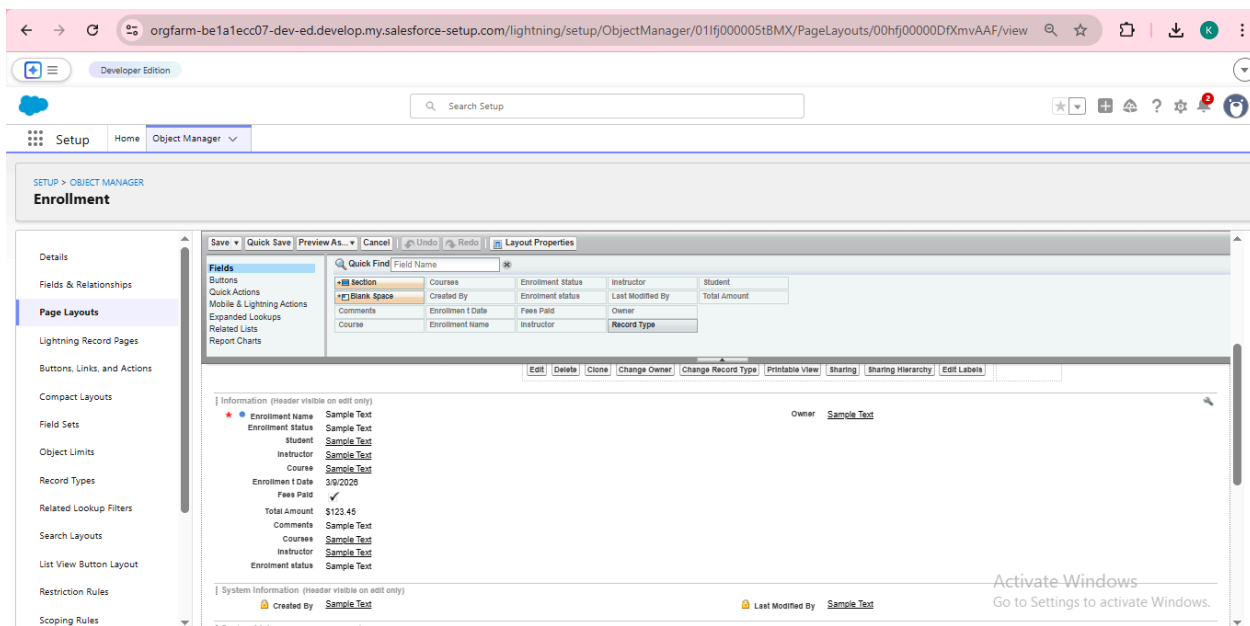 orgfarm-be1a1ecc07-dev-ed.develop.my.salesforce-setup.com/lightning/setup/ObjectManager/01Ifj000005tBMX/PageLayouts/00hfj00000DfXmvAAF/view K
Developer Edition
Search Setup 2
Setup Home Object Manager
SETUP > OBJECT MANAGER
Enrollment
Details
Fields & Relationships
Page Layouts
Lightning Record Pages
Buttons, Links, and Actions
Compact Layouts
Field Sets
Object Limits
Record Types
Related Lookup Filters
Search Layouts
List View Button Layout
Restriction Rules
Scoping Rules
Save Quick Save Preview As... Cancel Undo Redo Layout Properties
Fields
Buttons
Quick Actions
Mobile & Lightning Actions
Expanded Lookups
Related Lists
Report Charts
Quick Find Field Name
Section Courses Enrollment Status Instructor Student
Blank Space Created By Enrolment status Last Modified By Total Amount
Comments Enrollmen t Date Fees Paid Owner
Course Enrollment Name Instructor Record Type
Edit Delete Clone Change Owner Change Record Type Printable View Sharing Sharing Hierarchy Edit Labels
Information (Header visible on edit only)
* Enrollment Name Sample Text Owner Sample Text
Enrollment Status Sample Text
Student Sample Text
Instructor Sample Text
Course Sample Text
Enrollmen t Date 3/9/2026
Fees Paid ✓
Total Amount $123.45
Comments Sample Text
Courses Sample Text
Instructor Sample Text
Enrolment status Sample Text
System Information (Header visible on edit only)
Created By Sample Text Last Modified By Sample Text
Activate Windows
Go to Settings to activate Windows.